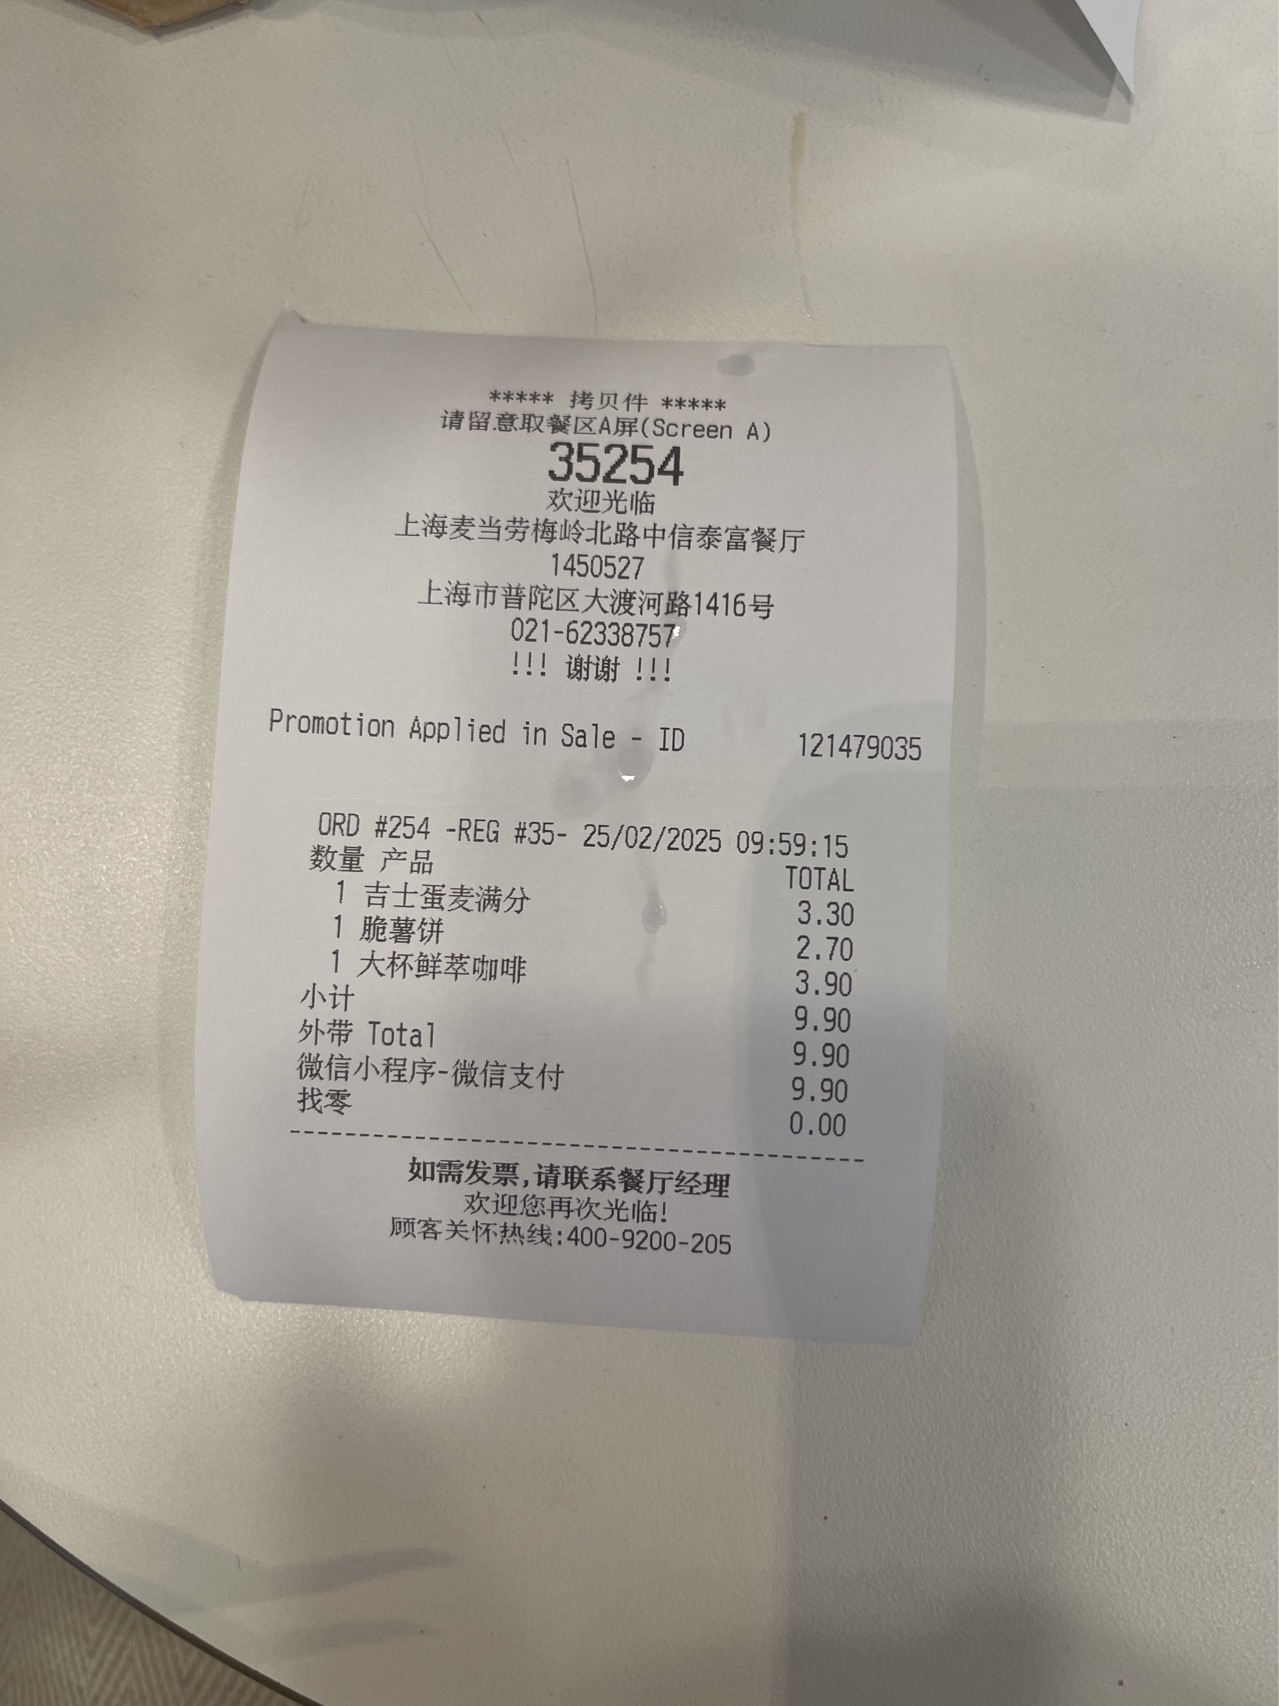 ***** 拷贝件 *****
请留意取餐区A屏(Screen A)
35254
欢迎光临
上海麦当劳梅岭北路中信泰富餐厅
1450527
上海市普陀区大渡河路1416号
021-62338757
!!! 谢谢 !!!
Promotion Applied in Sale - ID 121479035
ORD #254 -REG #35- 25/02/2025 09:59:15
数量 产品 TOTAL
1 吉士蛋麦满分 3.30
1 脆薯饼 2.70
1 大杯鲜萃咖啡 3.90
小计 9.90
外带 Total 9.90
微信小程序-微信支付 9.90
找零 0.00
如需发票,请联系餐厅经理
欢迎您再次光临!
顾客关怀热线:400-9200-205